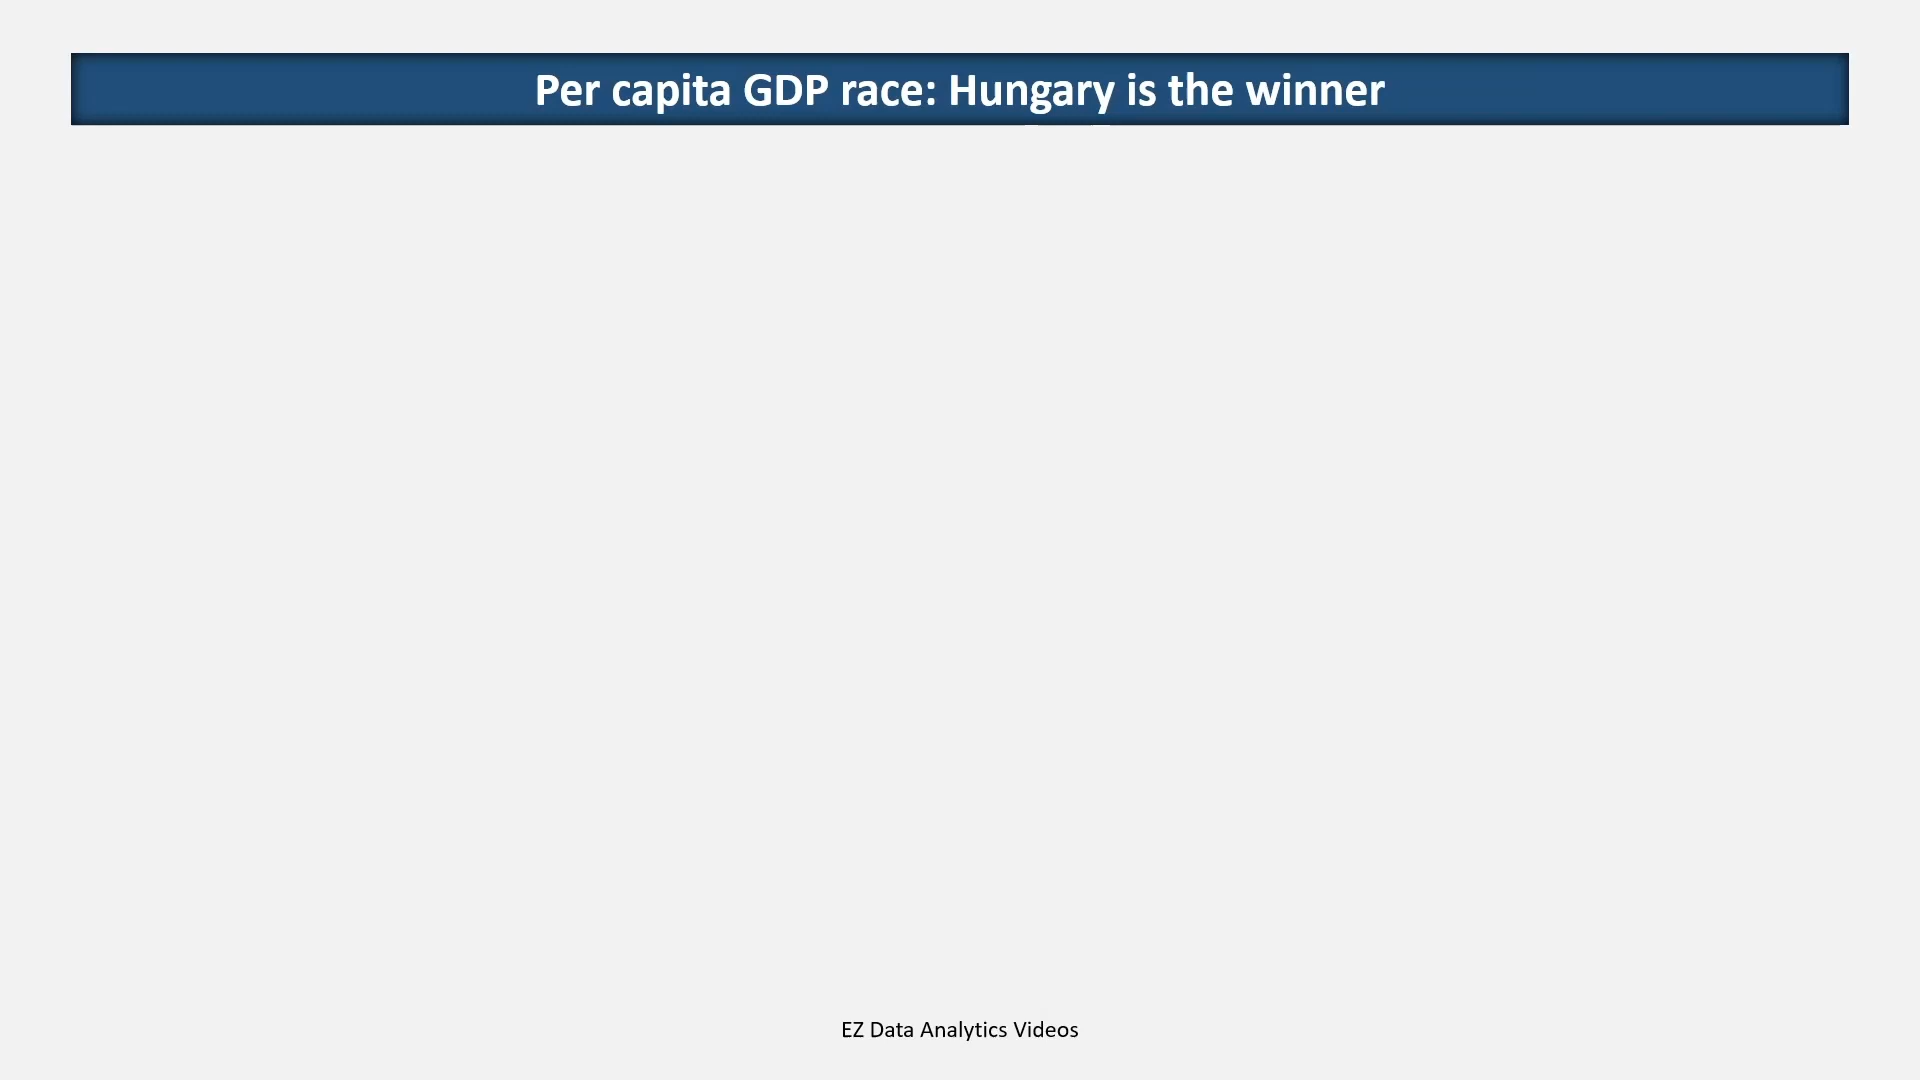 Per capita GDP race: Hungary is the winner
EZ Data Analytics Videos